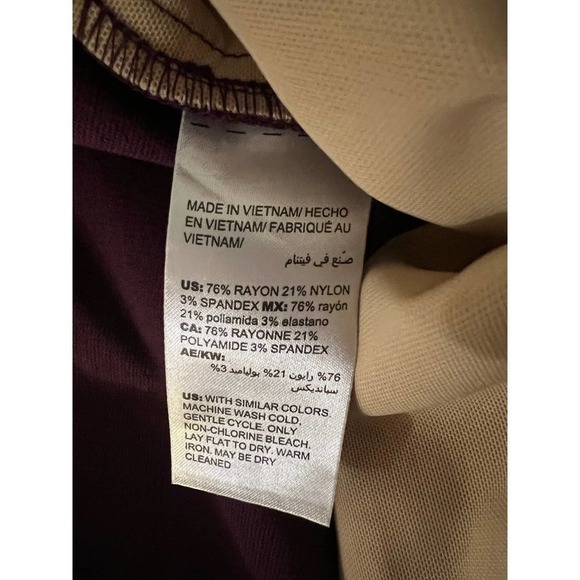 MADE IN VIETNAM/ HECHO
EN VIETNAM/ FABRIQUÉ AU
VIETNAM/
صنع في فيتنام
US: 76% RAYON 21% NYLON
3% SPANDEX MX: 76% rayón
21% poliamida 3% elastano
CA: 76% RAYONNE 21%
POLYAMIDE 3% SPANDEX
AE/KW:
76% رايون 21% بولياميد 3%
سباندیکس
US: WITH SIMILAR COLORS.
MACHINE WASH COLD,
GENTLE CYCLE. ONLY
NON-CHLORINE BLEACH.
LAY FLAT TO DRY. WARM
IRON. MAY BE DRY
CLEANED